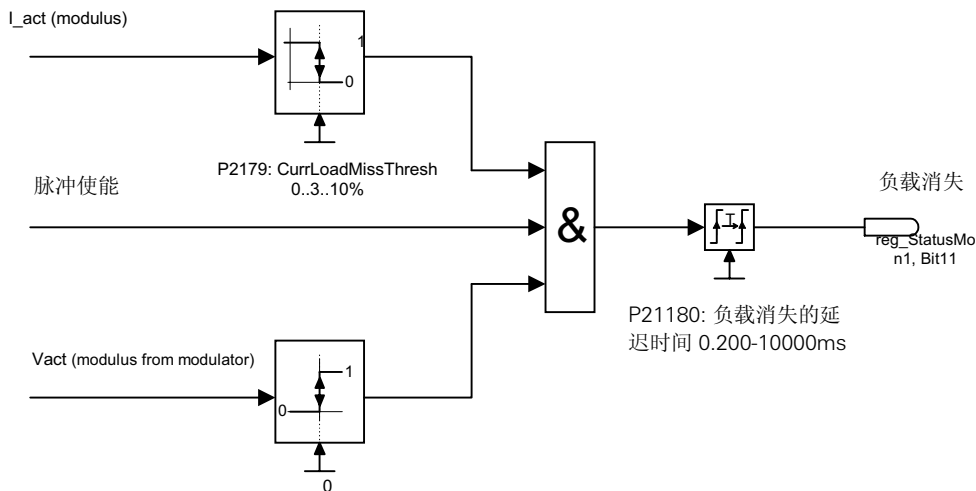 I_act (modulus)
1
0
P2179: CurrLoadMissThresh
0..3..10%
脉冲使能
负载消失
&
T
reg_StatusMo
n1, Bit11
P21180: 负载消失的延
迟时间 0.200-10000ms
Vact (modulus from modulator)
1
0
0